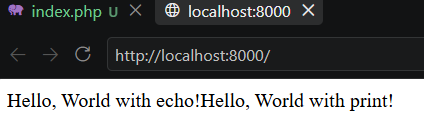 index.php U localhost:8000
http://localhost:8000/
Hello, World with echo!Hello, World with print!